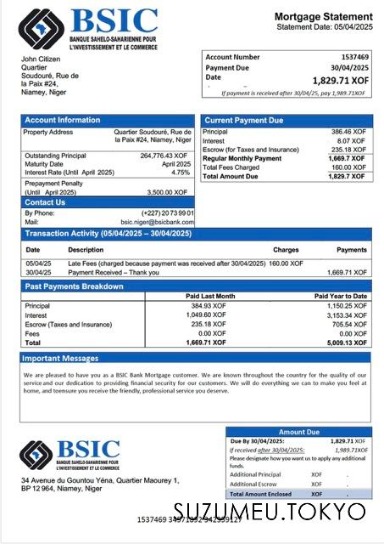 BSIC
BANQUE SAHELO-SAHARIENNE POUR
L'INVESTISSEMENT ET LE COMMERCE
Mortgage Statement
Statement Date: 05/04/2025
John Citizen
Quartier
Soudouré, Rue de
la Paix #24,
Niamey, Niger
Account Number 1537469
Payment Due 30/04/2025
Date 1,829.71 XOF
If payment is received after 30/04/25, pay 1,989.71XOF
Account Information
Property Address Quartier Soudouré, Rue de
la Paix #24, Niamey, Niger
Outstanding Principal 264,776.43 XOF
Maturity Date April 2025
Interest Rate (Until April 2025) 4.75%
Prepayment Penalty
(Until April 2025) 3,500.00 XOF
Contact Us
By Phone: (+227) 20 73 99 01
Mail: bsic.niger@bsicbank.com
Current Payment Due
Principal 386.46 XOF
Interest 8.07 XOF
Escrow (for Taxes and Insurance) 235.18 XOF
Regular Monthly Payment 1,669.7 XOF
Total Fees Charged 160.00 XOF
Total Amount Due 1,829.7 XOF
Transaction Activity (05/04/2025 – 30/04/2025)
Date Description Charges Payments
05/04/25 Late Fees (charged because payment was received after 30/04/2025) 160.00 XOF
30/04/25 Payment Received – Thank you 1,669.71 XOF
Past Payments Breakdown
Paid Last Month Paid Year to Date
Principal 384.93 XOF 1,150.25 XOF
Interest 1,049.60 XOF 3,153.34 XOF
Escrow (Taxes and Insurance) 235.18 XOF 705.54 XOF
Fees 0.00 XOF 0.00 XOF
Total 1,669.71 XOF 5,009.13 XOF
Important Messages
We are pleased to have you as a BSIC Bank Mortgage customer. We are known throughout the country for the quality of our
service and our dedication to providing financial security for our customers. We will do everything we can to make you feel at
home, and to ensure you receive the friendly, professional service you deserve.
BSIC
BANQUE SAHELO-SAHARIENNE POUR
L'INVESTISSEMENT ET LE COMMERCE
34 Avenue du Gountou Yéna, Quartier Maourey 1,
BP 12 964, Niamey, Niger
Amount Due
Due By 30/04/2025: 1,829.71 XOF
If received after 30/04/25: 1,989.71XOF
Please designate how you want us to apply any additional
funds.
Additional Principal XOF
Additional Escrow XOF
Total Amount Enclosed XOF
SUZUMEU.TOKYO
1537469